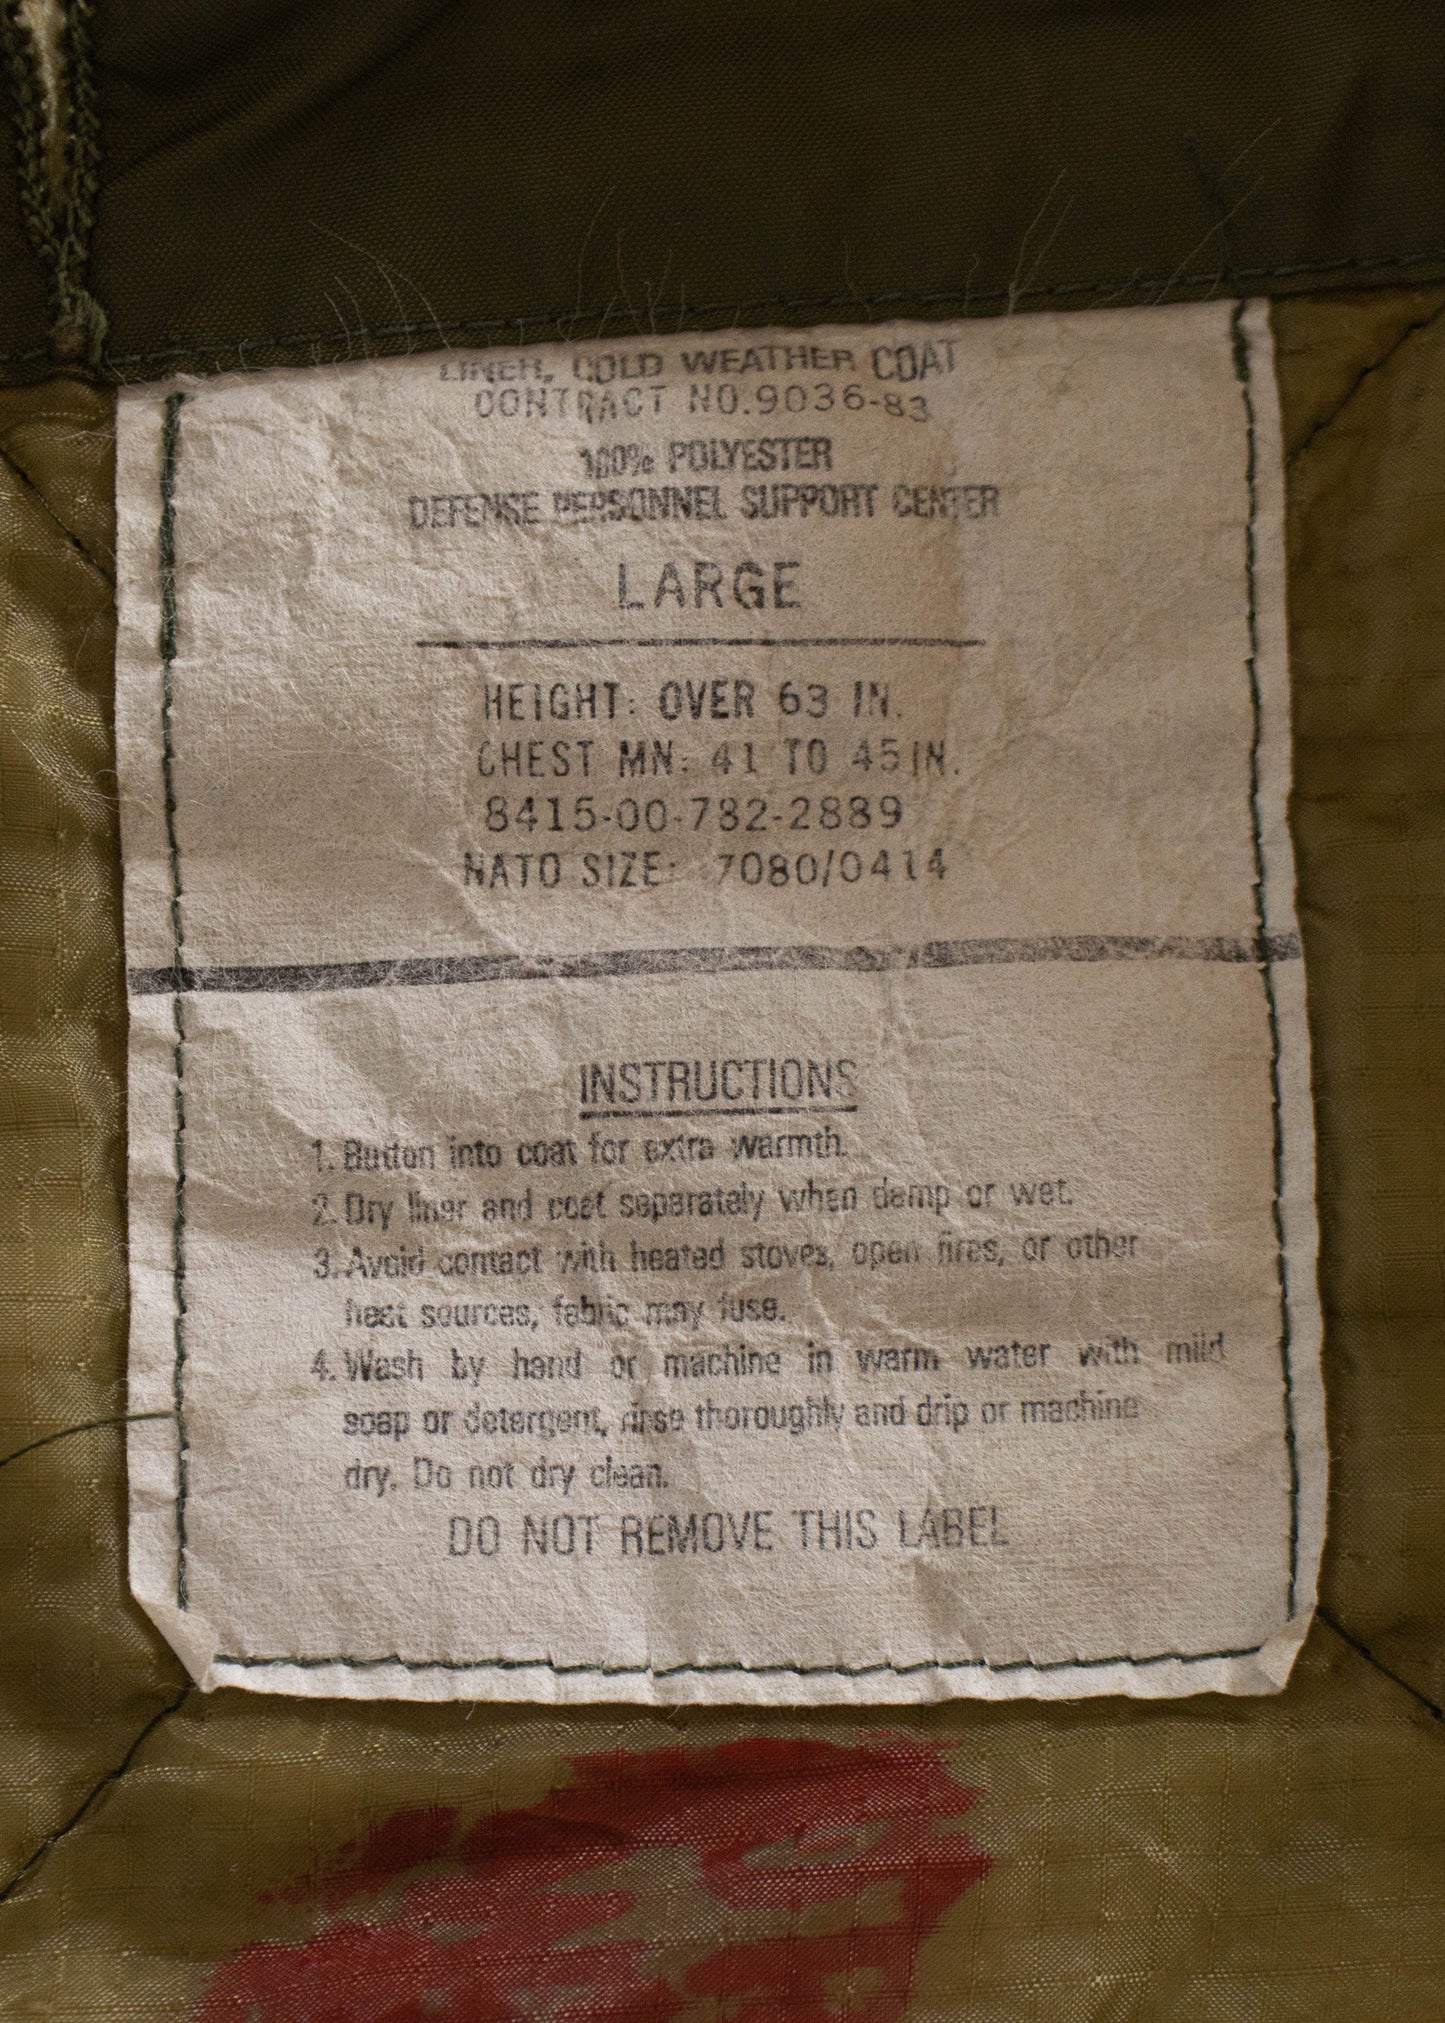 LINER, COLD WEATHER COAT
CONTRACT NO.9036-83
100% POLYESTER
DEFENSE PERSONNEL SUPPORT CENTER
LARGE
HEIGHT: OVER 63 IN.
CHEST MN: 41 TO 45 IN.
8415-00-782-2889
NATO SIZE: 7080/0414
INSTRUCTIONS
1. Button into coat for extra warmth.
2. Dry liner and coat separately when damp or wet.
3. Avoid contact with heated stoves, open fires, or other
heat sources, fabric may fuse.
4. Wash by hand or machine in warm water with mild
soap or detergent, rinse thoroughly and drip or machine
dry. Do not dry clean.
DO NOT REMOVE THIS LABEL